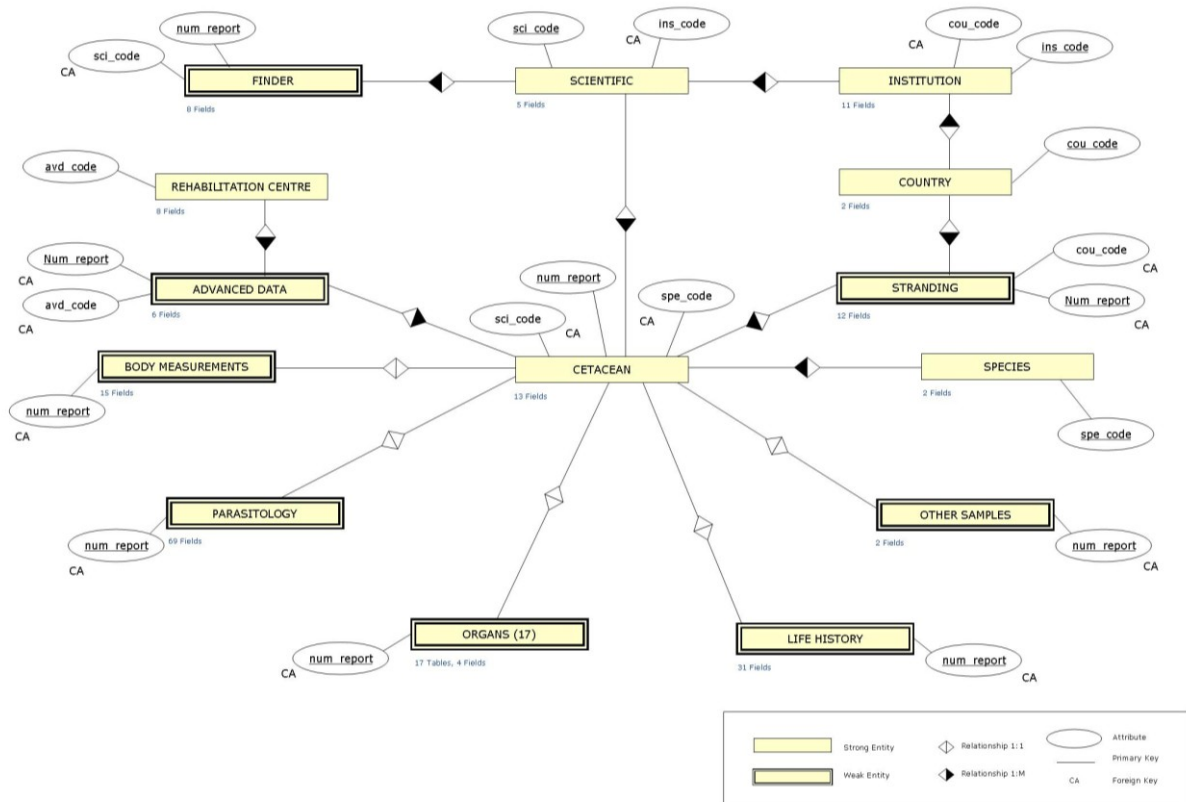 num_report
sci_code
CA
FINDER
8 Fields
sci_code
ins_code
CA
SCIENTIFIC
5 Fields
cou_code
CA
ins_code
INSTITUTION
11 Fields
avd_code
REHABILITATION CENTRE
8 Fields
cou_code
COUNTRY
2 Fields
Num_report
CA
avd_code
CA
ADVANCED DATA
6 Fields
num_report
sci_code
CA
spe_code
CA
CETACEAN
13 Fields
cou_code
CA
STRANDING
Num_report
CA
12 Fields
BODY MEASUREMENTS
15 Fields
num_report
CA
SPECIES
2 Fields
spe_code
PARASITOLOGY
69 Fields
num_report
CA
OTHER SAMPLES
2 Fields
num_report
CA
ORGANS (17)
17 Tables, 4 Fields
num_report
CA
LIFE HISTORY
31 Fields
num_report
CA
Strong Entity
Relationship 1:1
Attribute
Primary Key
Weak Entity
Relationship 1:M
CA
Foreign Key